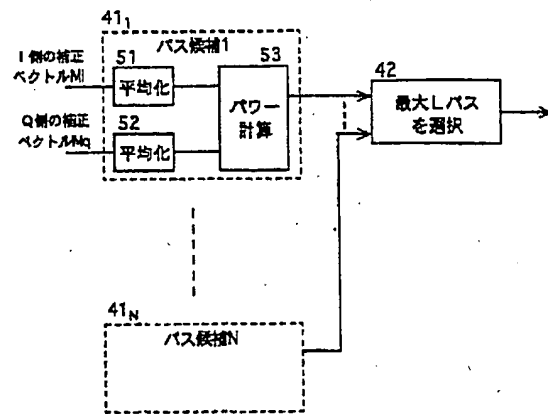 41₁
パス候補1
I側の補正
ベクトルMi
51
平均化
53
パワー
計算
42
最大Lパス
を選択
Q側の補正
ベクトルMq
52
平均化
41N
パス候補N